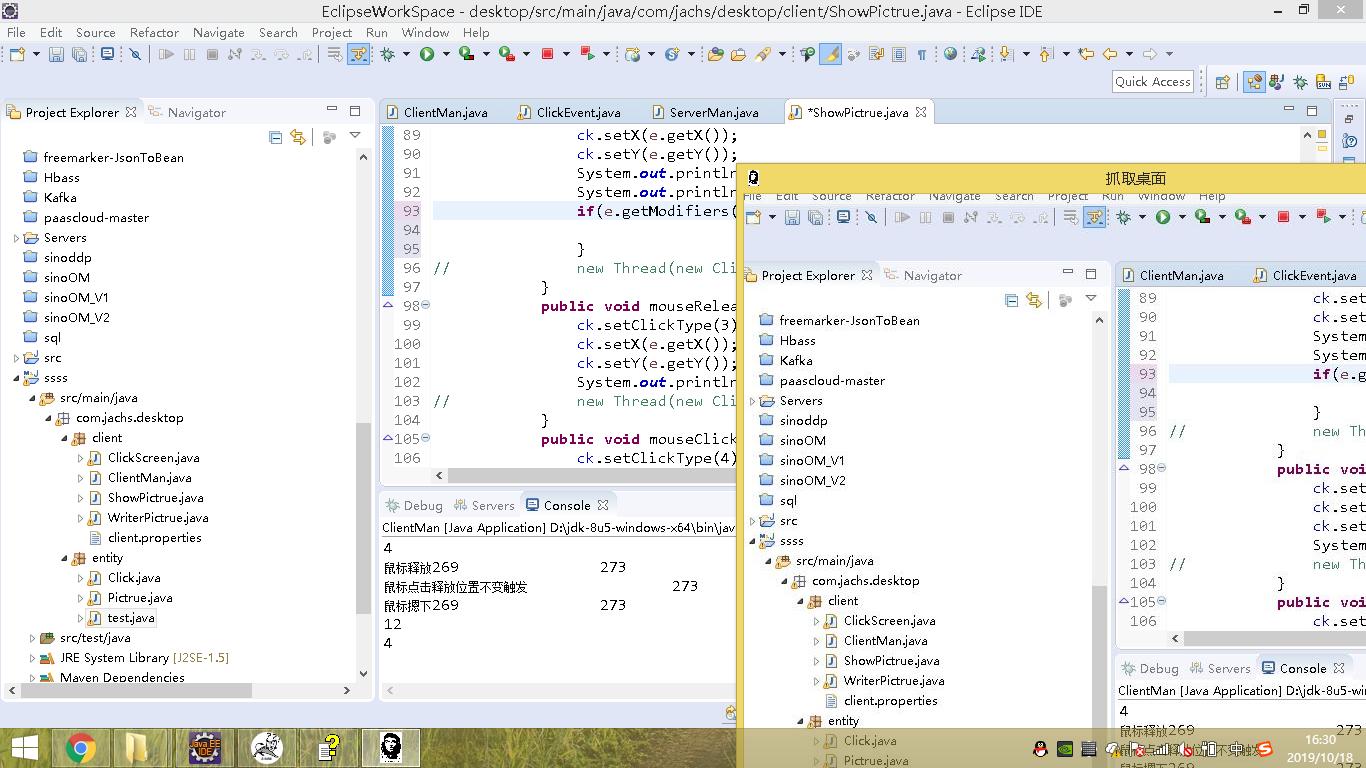 EclipseWorkSpace - desktop/src/main/java/com/jachs/desktop/client/ShowPictrue.java - Eclipse IDE
File Edit Source Refactor Navigate Search Project Run Window Help
Quick Access
Project Explorer
Navigator
freemarker-JsonToBean
Hbass
Kafka
paascloud-master
Servers
sinoddp
sinoOM
sinoOM_V1
sinoOM_V2
sql
src
ssss
src/main/java
com.jachs.desktop
client
ClickScreen.java
ClientMan.java
ShowPictrue.java
WriterPictrue.java
client.properties
entity
Click.java
Pictrue.java
test.java
src/test/java
JRE System Library [J2SE-1.5]
Maven Dependencies
ClientMan.java
ClickEvent.java
ServerMan.java
*ShowPictrue.java
89 ck.setX(e.getX());
90 ck.setY(e.getY());
91 System.out.println
92 System.out.println
93 if(e.getModifiers(
94
95 }
96 // new Thread(new Cli
97 }
98 public void mouseRelea
99 ck.setClickType(3)
100 ck.setX(e.getX());
101 ck.setY(e.getY());
102 System.out.println
103 // new Thread(new Cli
104 }
105 public void mouseClick
106 ck.setClickType(4)
Debug Servers Console
ClientMan [Java Application] D:\jdk-8u5-windows-x64\bin\jav
4
鼠标释放269 273
鼠标点击释放位置不变触发 273
鼠标摁下269 273
12
4
抓取桌面
File Edit Source Refactor Navigate Search Project Run Window Help
Project Explorer
Navigator
freemarker-JsonToBean
Hbass
Kafka
paascloud-master
Servers
sinoddp
sinoOM
sinoOM_V1
sinoOM_V2
sql
src
ssss
src/main/java
com.jachs.desktop
client
ClickScreen.java
ClientMan.java
ShowPictrue.java
WriterPictrue.java
client.properties
entity
Click.java
Pictrue.java
ClientMan.java
ClickEvent.java
89 ck.set
90 ck.set
91 System
92 System
93 if(e.g
94
95 }
96 // new Th
97 }
98 public voi
99 ck.set
100 ck.set
101 ck.set
102 System
103 // new Th
104 }
105 public voi
106 ck.set
Debug Servers Console
ClientMan [Java Application] D:\jdk-8u5-wind
4
鼠标释放269 273
鼠标点击释放位置不变触发
Java EE
IDE
中
16:30
2019/10/18